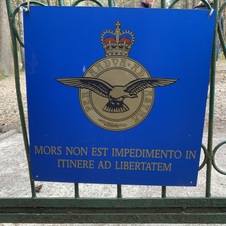 MORS NON EST IMPEDIMENTO IN
ITINERE AD LIBERTATEM